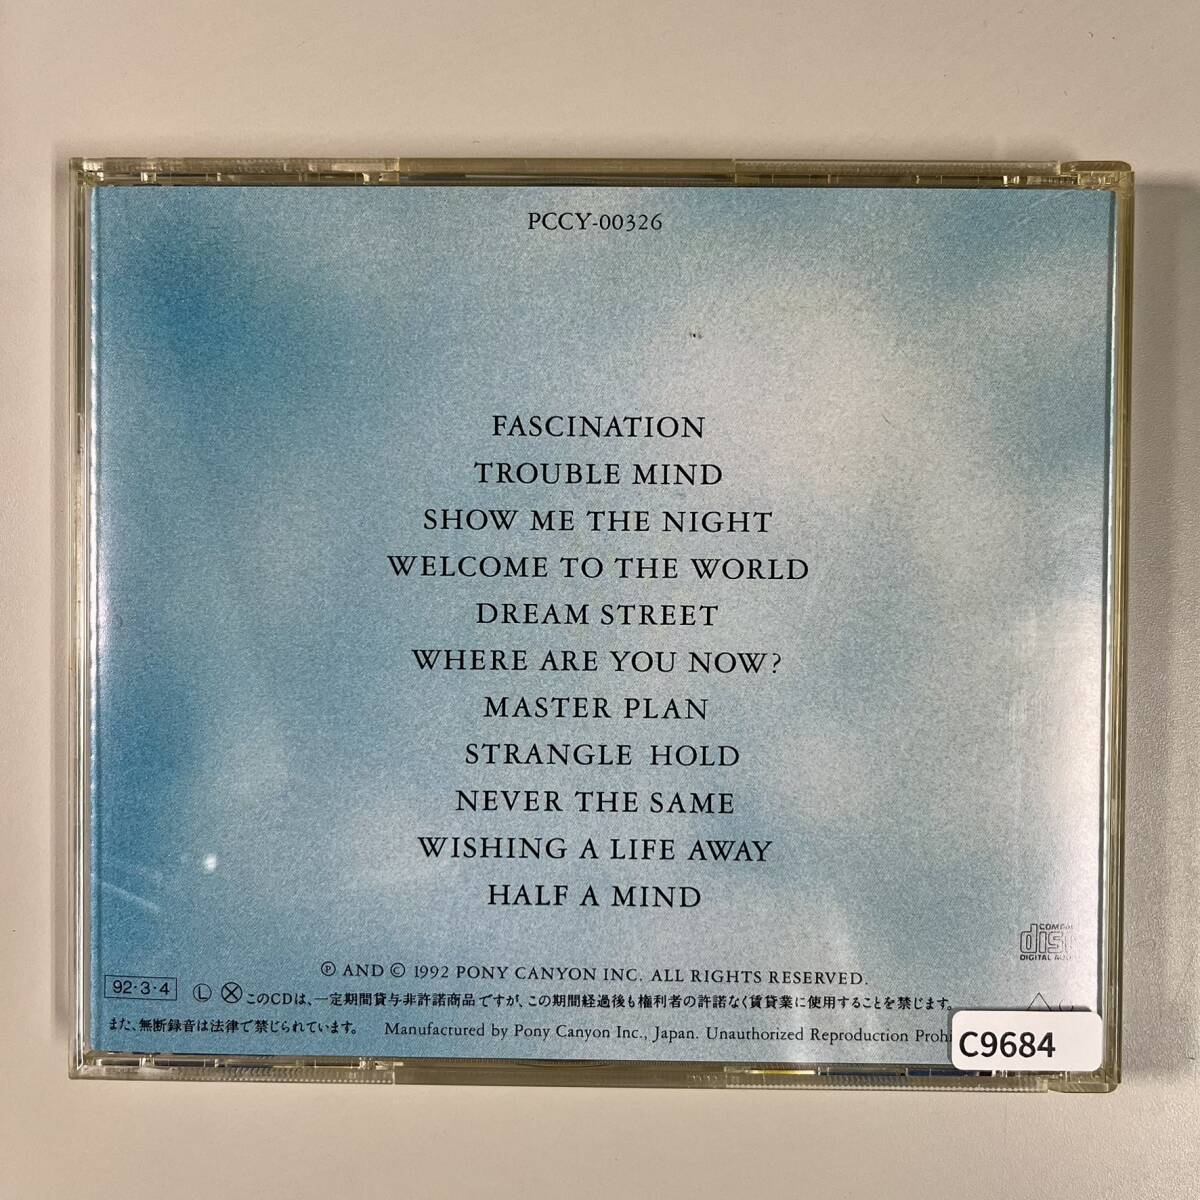 PCCY-00326
FASCINATION
TROUBLE MIND
SHOW ME THE NIGHT
WELCOME TO THE WORLD
DREAM STREET
WHERE ARE YOU NOW?
MASTER PLAN
STRANGLE HOLD
NEVER THE SAME
WISHING A LIFE AWAY
HALF A MIND
DIGITAL
Ⓟ AND © 1992 PONY CANYON INC. ALL RIGHTS RESERVED.
92・3・4 Ⓛ Ⓧ このCDは、一定期間貸与非許諾商品ですが、この期間経過後も権利者の許諾なく賃貸業に使用することを禁じます。
また、無断録音は法律で禁じられています。 Manufactured by Pony Canyon Inc., Japan. Unauthorized Reproduction
C9684